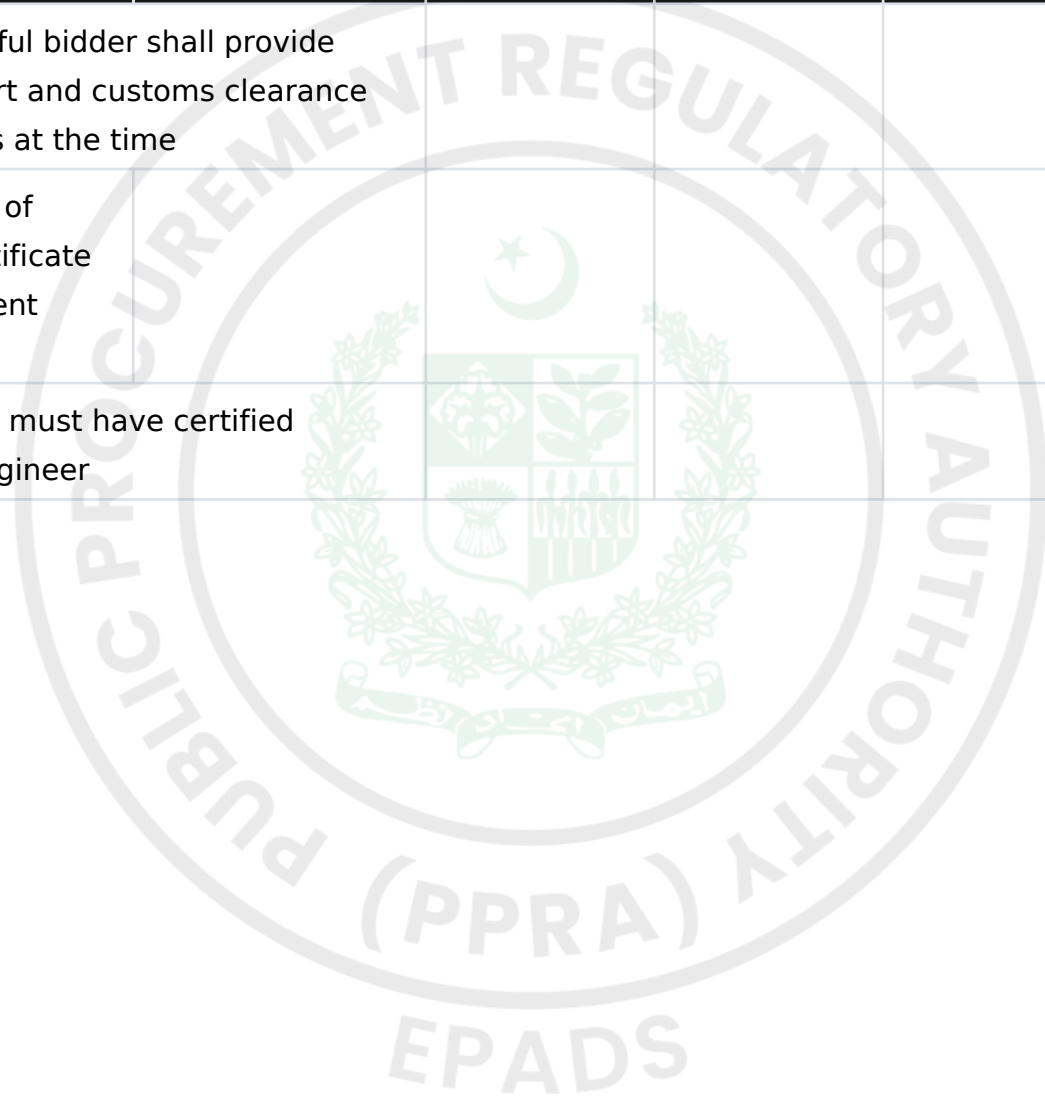 ful bidder shall provide
rt and customs clearance
s at the time
of
tificate
ent
must have certified
gineer
PUBLIC PROCUREMENT REGULATORY AUTHORITY
(PPRA)
EPADS